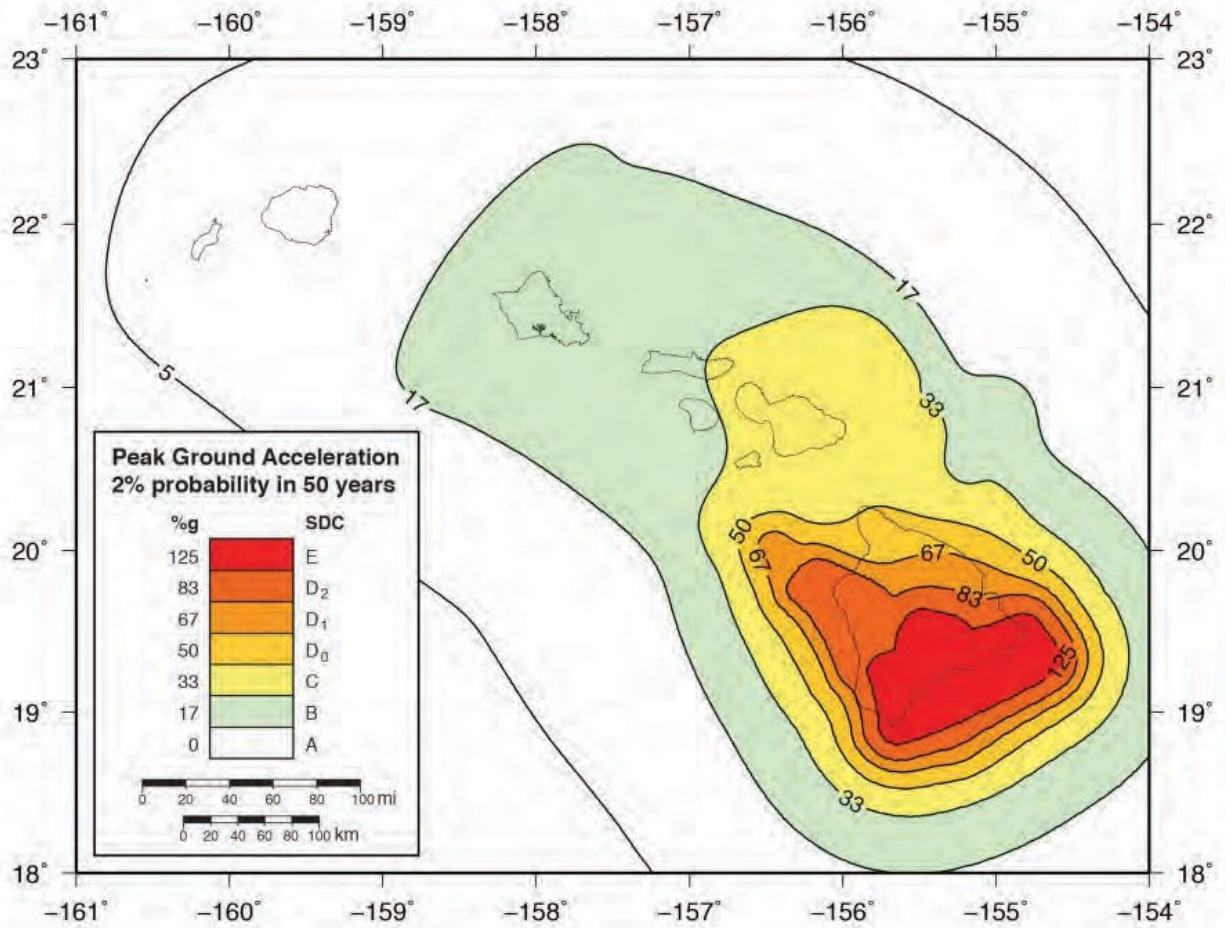 −161° −160° −159° −158° −157° −156° −155° −154°
23° 23°
22° 22°
17
5
21° 21°
17
33
Peak Ground Acceleration
2% probability in 50 years
%g SDC
125 E
83 D2
67 D1
50 D0
33 C
17 B
0 A
0 20 40 60 80 100 mi
0 20 40 60 80 100 km
50
67
67
50
20° 20°
83
125
19° 19°
33
18° 18°
−161° −160° −159° −158° −157° −156° −155° −154°